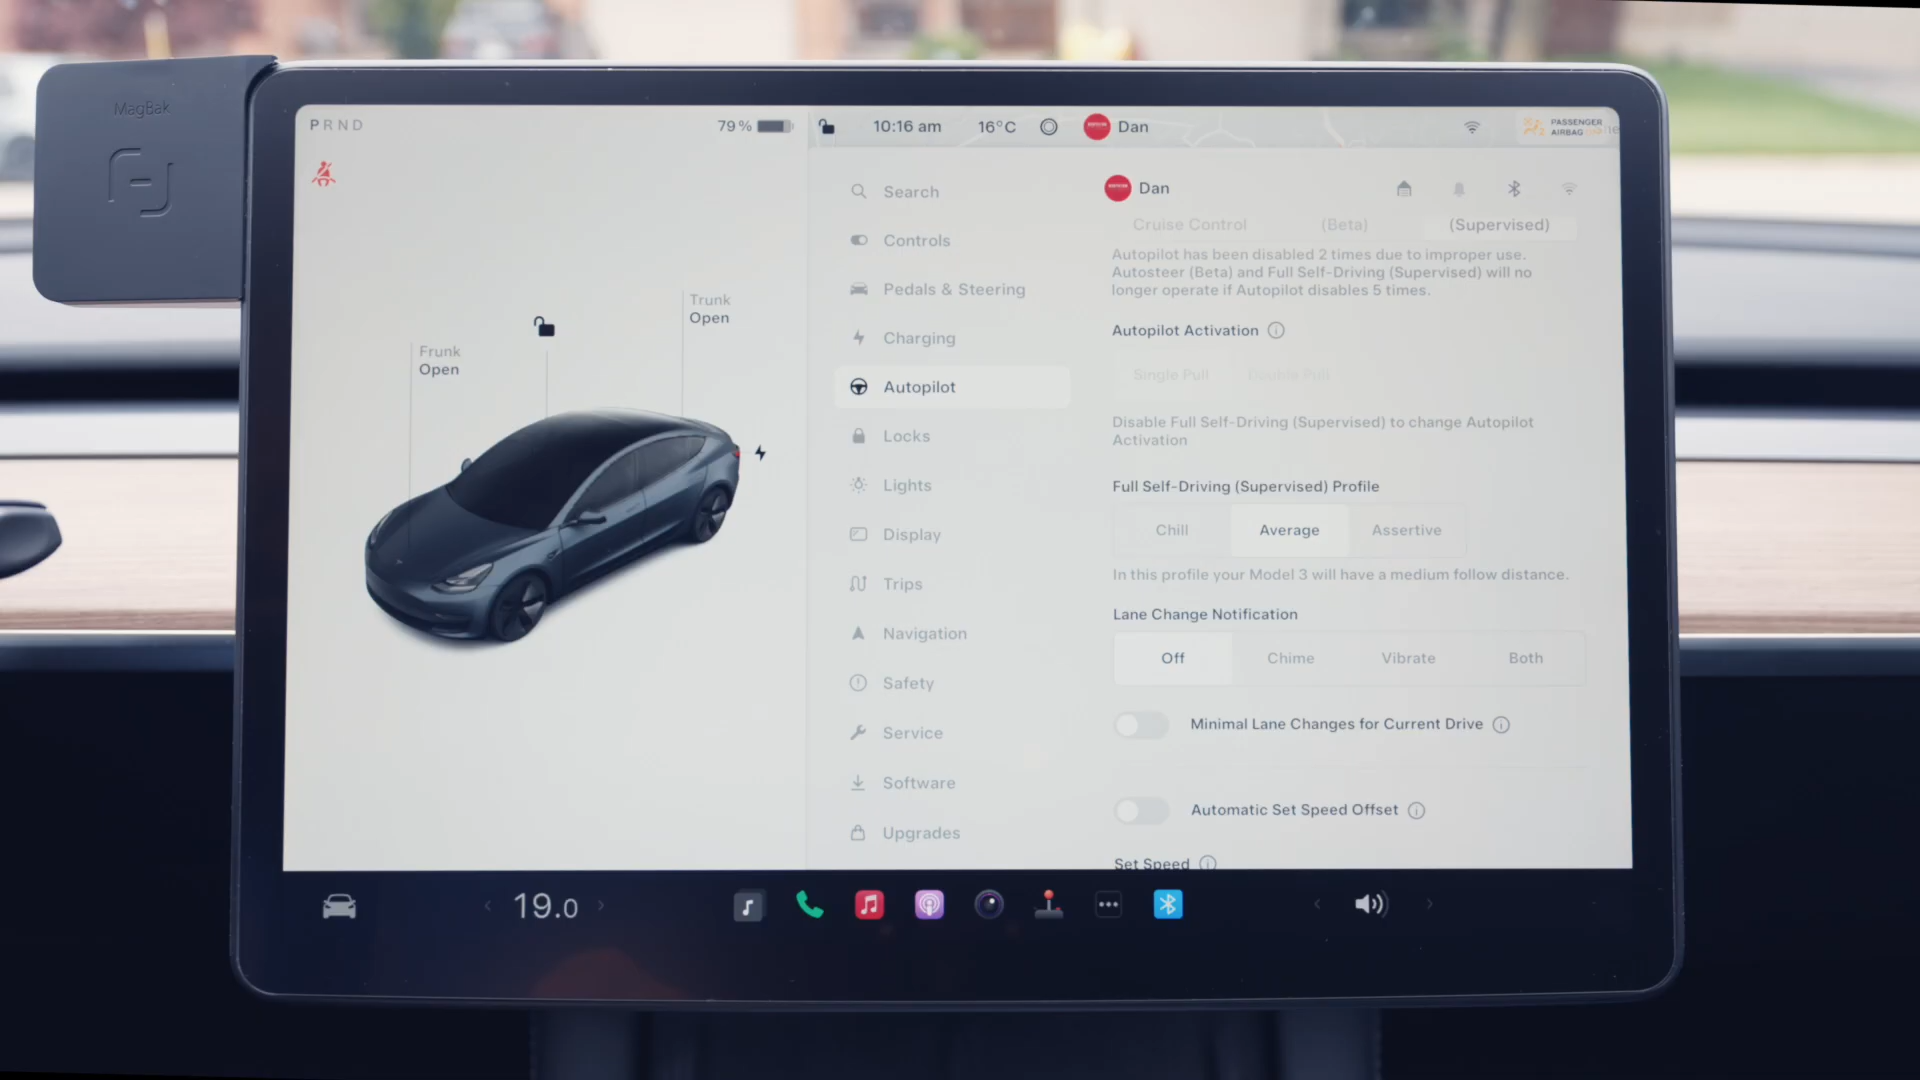 MagBak
P R N D
79 %
10:16 am
16°C
Dan
PASSENGER
AIRBAG
Trunk
Open
Frunk
Open
Search
Controls
Pedals & Steering
Charging
Autopilot
Locks
Lights
Display
Trips
Navigation
Safety
Service
Software
Upgrades
Dan
Cruise Control
(Beta)
(Supervised)
Autopilot has been disabled 2 times due to improper use.
Autosteer (Beta) and Full Self-Driving (Supervised) will no
longer operate if Autopilot disables 5 times.
Autopilot Activation
Single Pull
Double Pull
Disable Full Self-Driving (Supervised) to change Autopilot
Activation
Full Self-Driving (Supervised) Profile
Chill
Average
Assertive
In this profile your Model 3 will have a medium follow distance.
Lane Change Notification
Off
Chime
Vibrate
Both
Minimal Lane Changes for Current Drive
Automatic Set Speed Offset
Set Speed
19.0